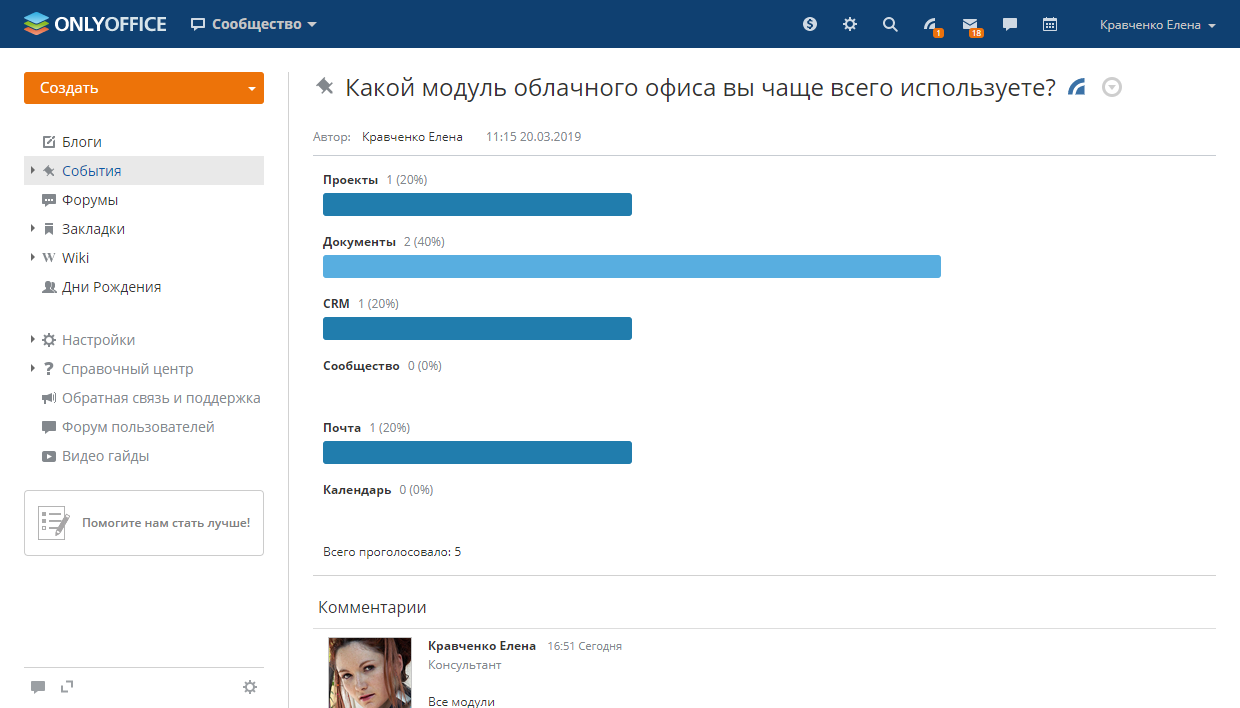 ONLYOFFICE
Сообщество
1
18
Кравченко Елена
Создать
Блоги
События
Форумы
Закладки
W Wiki
Дни Рождения
Настройки
? Справочный центр
Обратная связь и поддержка
Форум пользователей
Видео гайды
Помогите нам стать лучше!
Какой модуль облачного офиса вы чаще всего используете?
Автор: Кравченко Елена 11:15 20.03.2019
Проекты 1 (20%)
Документы 2 (40%)
CRM 1 (20%)
Сообщество 0 (0%)
Почта 1 (20%)
Календарь 0 (0%)
Всего проголосовало: 5
Комментарии
Кравченко Елена 16:51 Сегодня
Консультант
Все модули